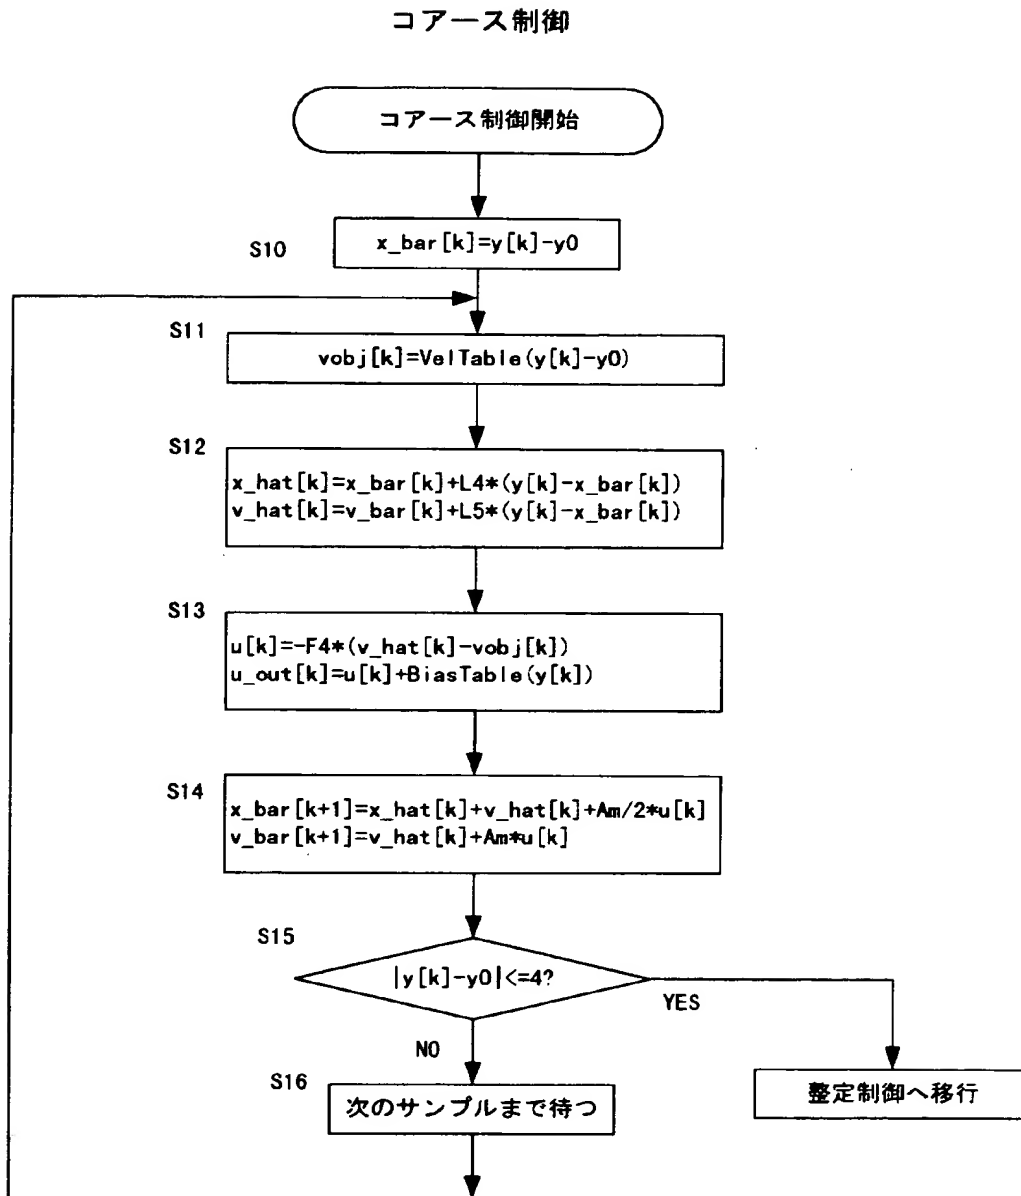 コアース制御
コアース制御開始
S10
x_bar[k]=y[k]-y0
S11
vobj[k]=VelTable(y[k]-y0)
S12
x_hat[k]=x_bar[k]+L4*(y[k]-x_bar[k])
v_hat[k]=v_bar[k]+L5*(y[k]-x_bar[k])
S13
u[k]=-F4*(v_hat[k]-vobj[k])
u_out[k]=u[k]+BiasTable(y[k])
S14
x_bar[k+1]=x_hat[k]+v_hat[k]+Am/2*u[k]
v_bar[k+1]=v_hat[k]+Am*u[k]
S15
|y[k]-y0|<=4?
YES
NO
S16
次のサンプルまで待つ
整定制御へ移行